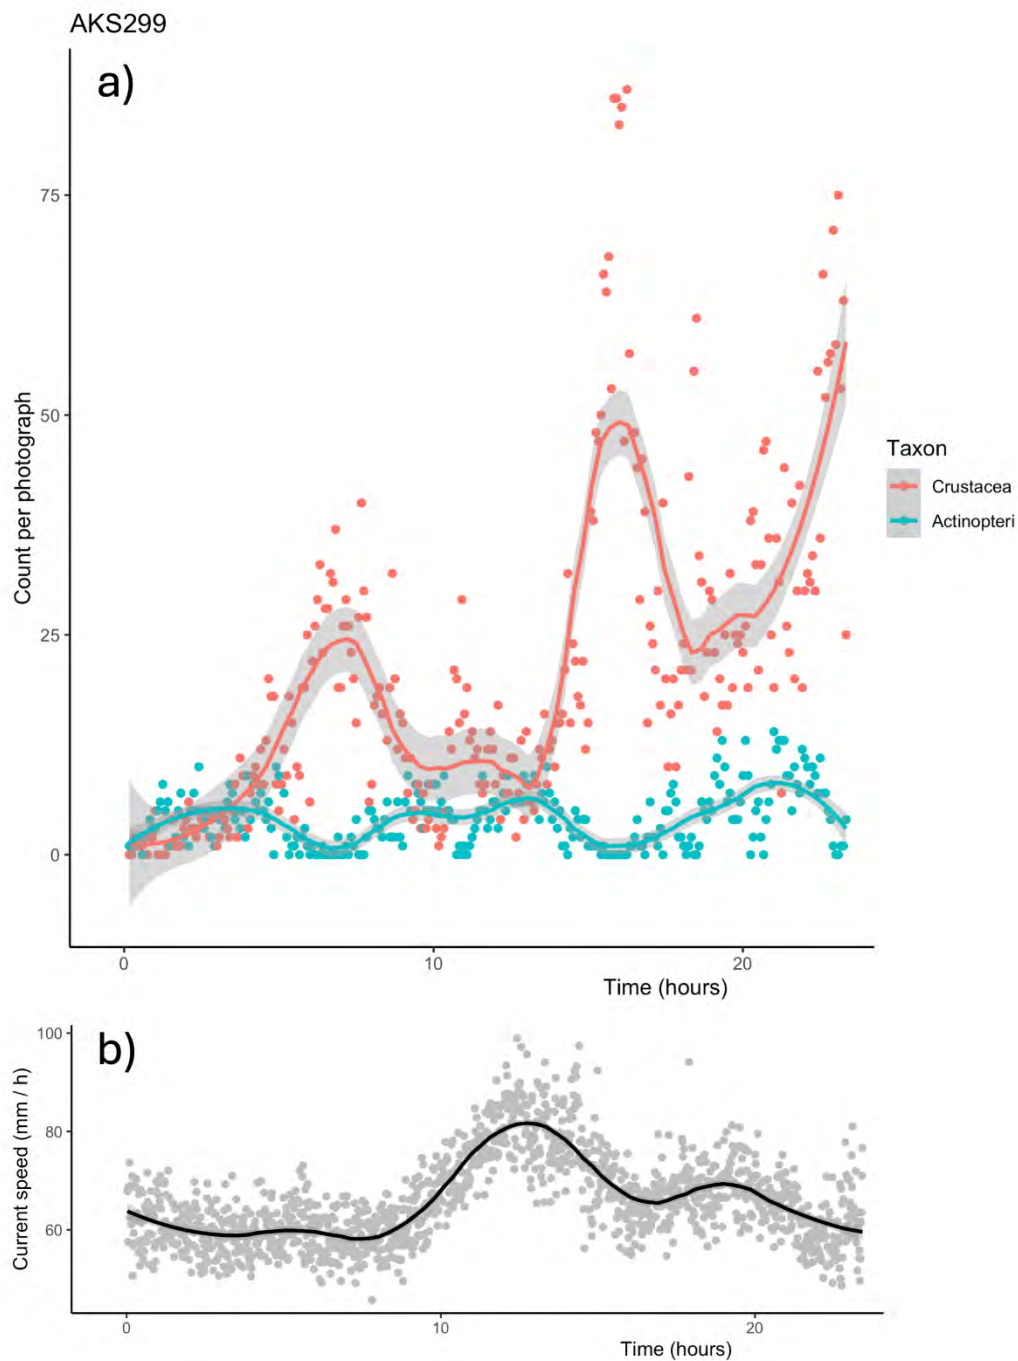 AKS299
a)
75
50
25
0
Count per photograph
0 10 20
Time (hours)
Taxon
Crustacea
Actinopteri
b)
100
80
60
Current speed (mm / h)
0 10 20
Time (hours)